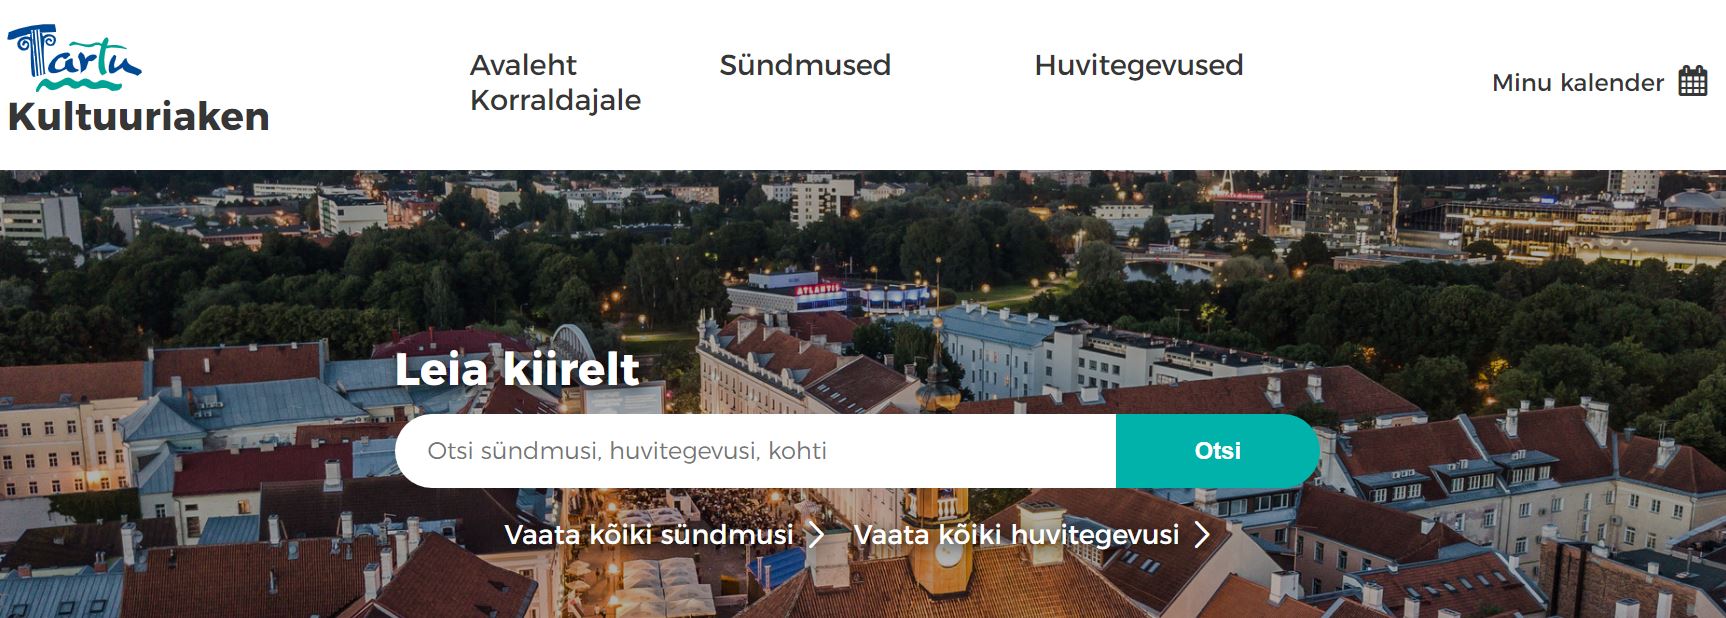 Tartu
Kultuuriaken
Avaleht
Sündmused
Huvitegevused
Korraldajale
Minu kalender
ATLANTIS
Leia kiirelt
Otsi sündmusi, huvitegevusi, kohti
Otsi
Vaata kõiki sündmusi
Vaata kõiki huvitegevusi